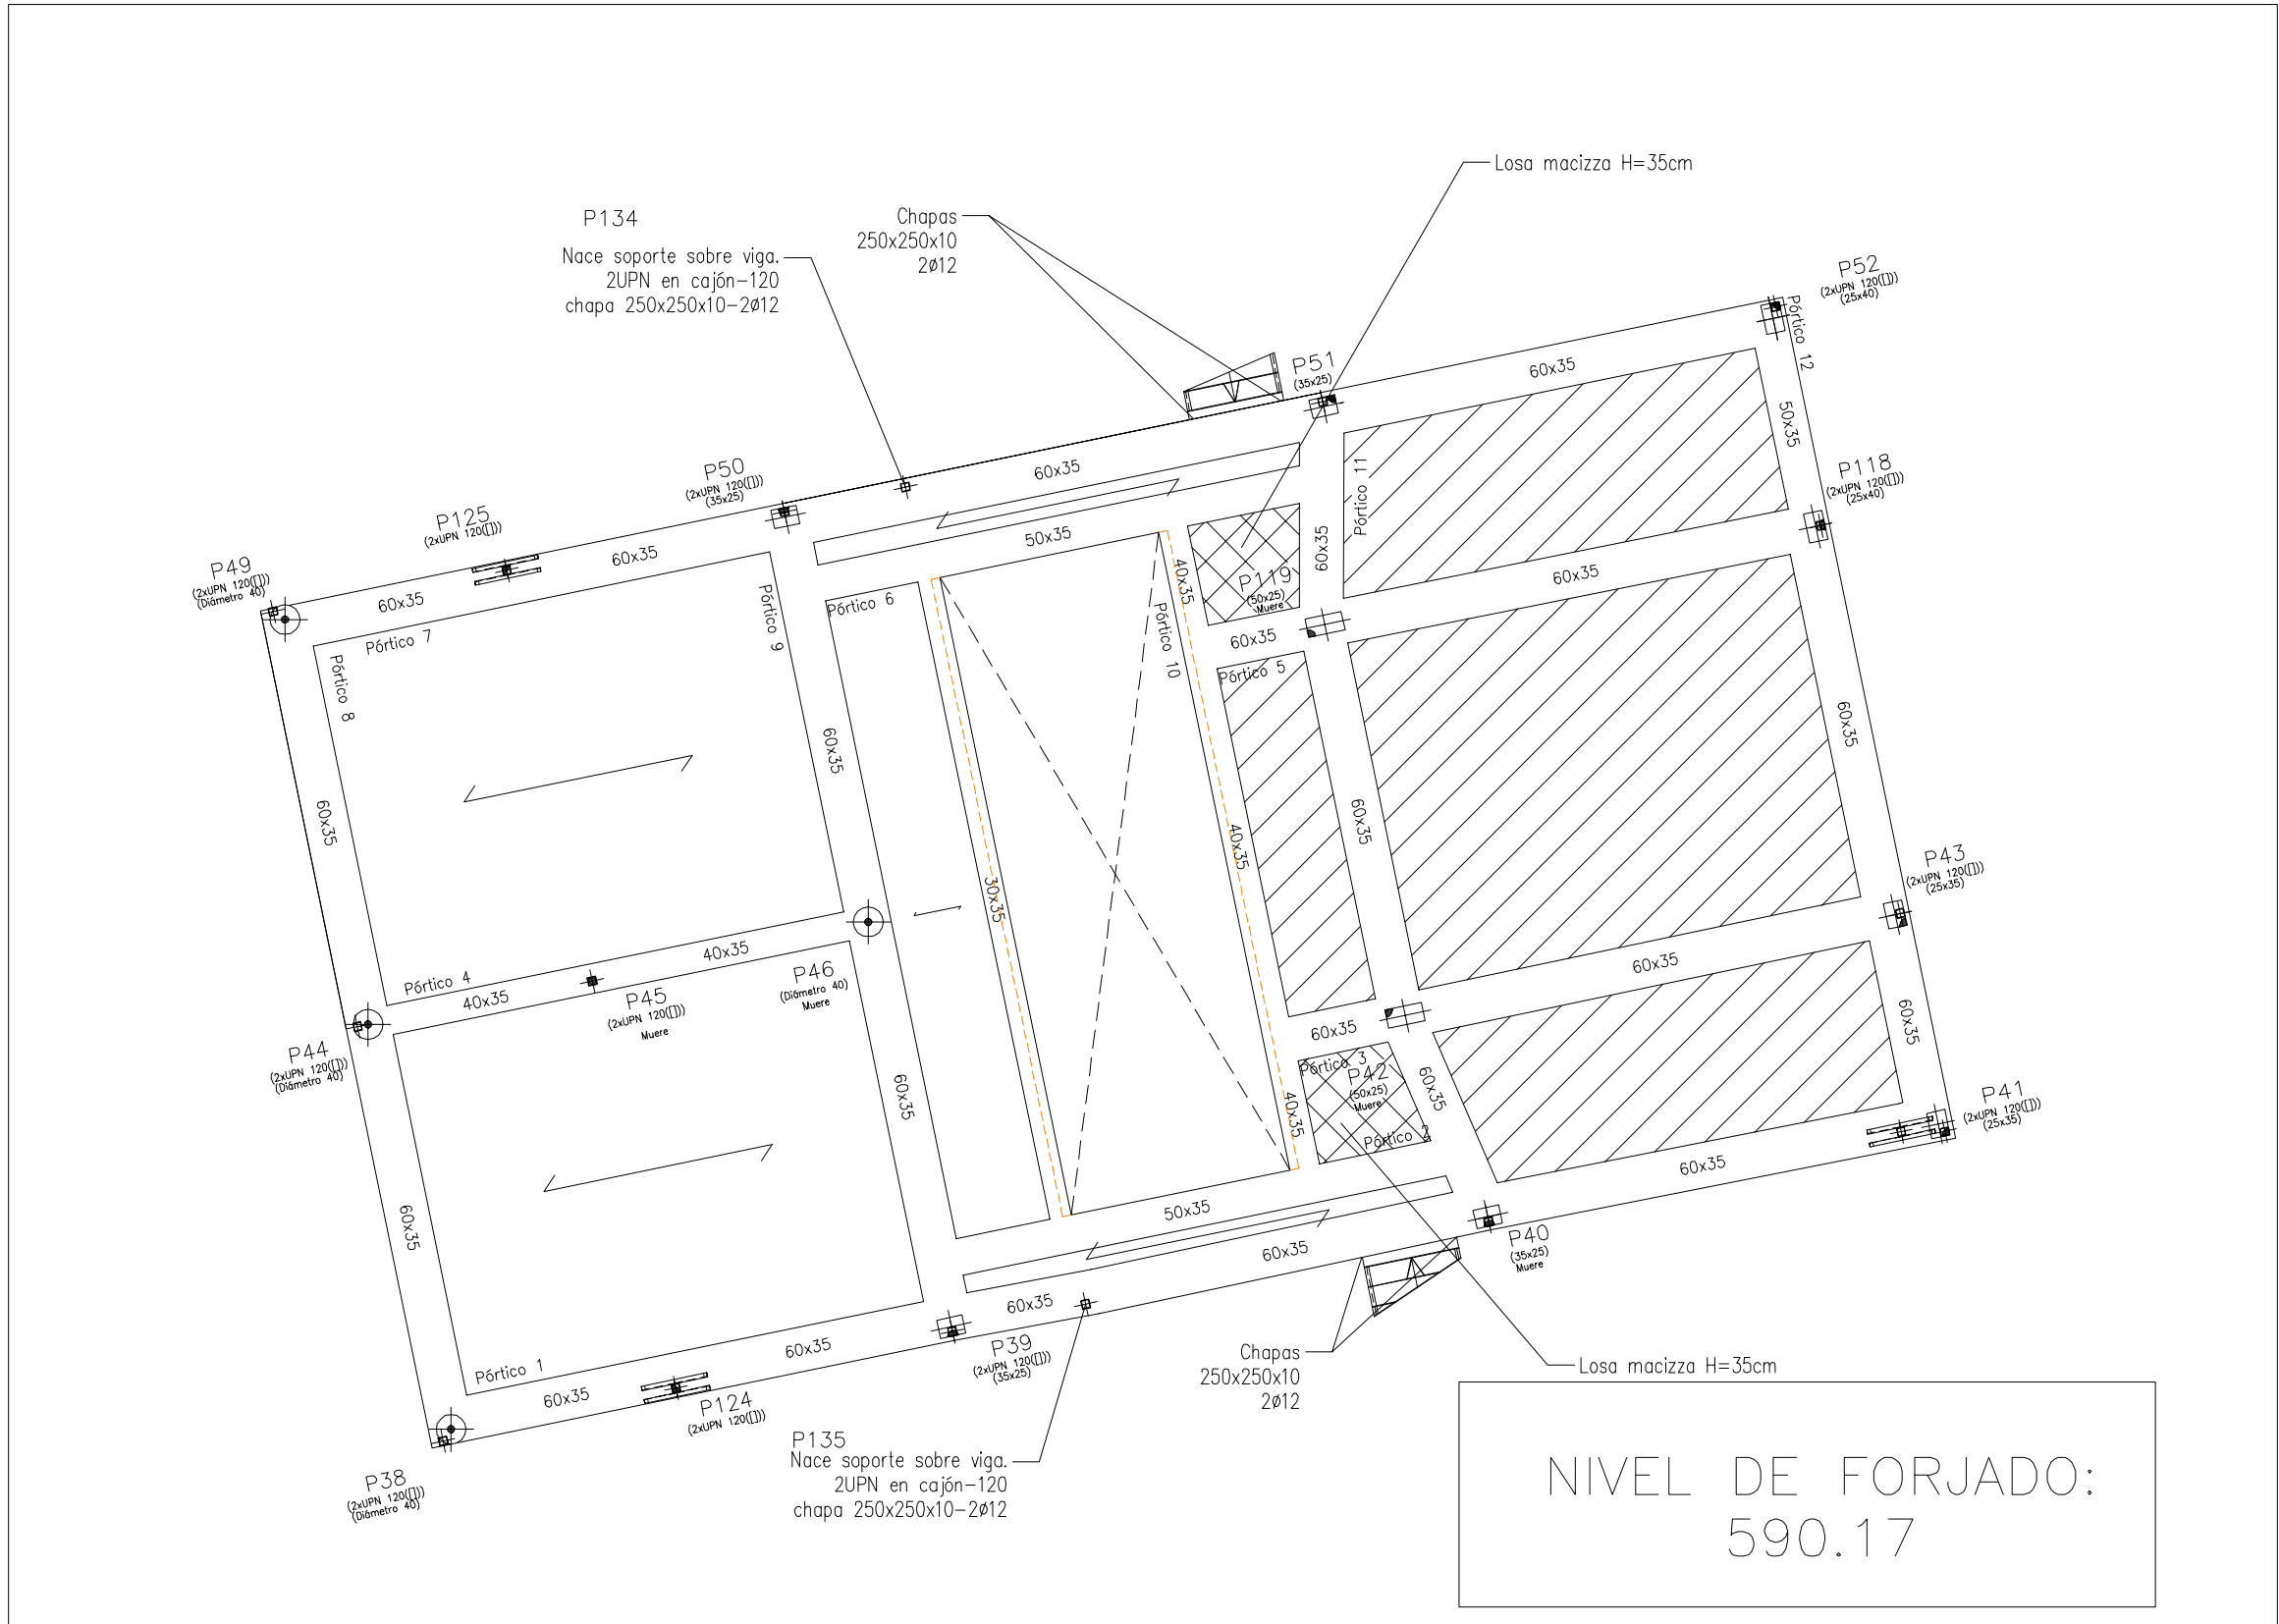 Losa macizza H=35cm
P134
Nace soporte sobre viga.
2UPN en cajón-120
chapa 250x250x10-2ø12
Chapas
250x250x10
2ø12
P52
(2xUPN 120([]))
(25x40)
Pórtico 12
P51
(35x25)
60x35
50x35
P50
(2xUPN 120([]))
(35x25)
60x35
Pórtico 11
P118
(2xUPN 120([]))
(25x40)
P125
(2xUPN 120([]))
60x35
50x35
60x35
40x35
P119
(50x25)
Muere
60x35
P49
(2xUPN 120([]))
(Diámetro 40)
60x35
Pórtico 7
Pórtico 9
Pórtico 6
Pórtico 10
60x35
Pórtico 5
Pórtico 8
60x35
60x35
60x35
60x35
40x35
30x35
P43
(2xUPN 120([]))
(25x35)
Pórtico 4
40x35
40x35
P45
(2xUPN 120([]))
Muere
P46
(Diámetro 40)
Muere
60x35
60x35
60x35
P44
(2xUPN 120([]))
(Diámetro 40)
60x35
Pórtico 3
P42
(50x25)
Muere
60x35
40x35
Pórtico 2
P41
(2xUPN 120([]))
(25x35)
60x35
60x35
50x35
60x35
60x35
P40
(35x25)
Muere
60x35
P39
(2xUPN 120([]))
(35x25)
Pórtico 1
60x35
60x35
P124
(2xUPN 120([]))
Chapas
250x250x10
2ø12
Losa macizza H=35cm
P38
(2xUPN 120([]))
(Diámetro 40)
P135
Nace soporte sobre viga.
2UPN en cajón-120
chapa 250x250x10-2ø12
NIVEL DE FORJADO:
590.17